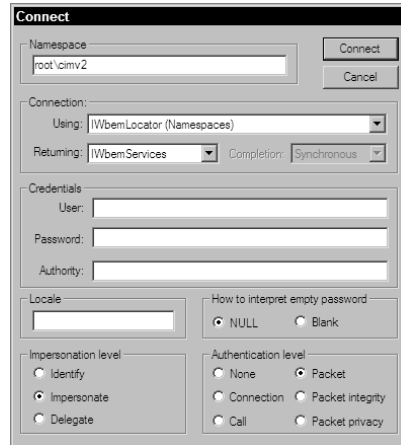 Connect
Namespace
root\cimv2
Connect
Cancel
Connection:
Using: IWbemLocator (Namespaces)
Returning: IWbemServices Completion: Synchronous
Credentials
User:
Password:
Authority:
Locale
How to interpret empty password
NULL Blank
Impersonation level
Identify
Impersonate
Delegate
Authentication level
None Packet
Connection Packet integrity
Call Packet privacy